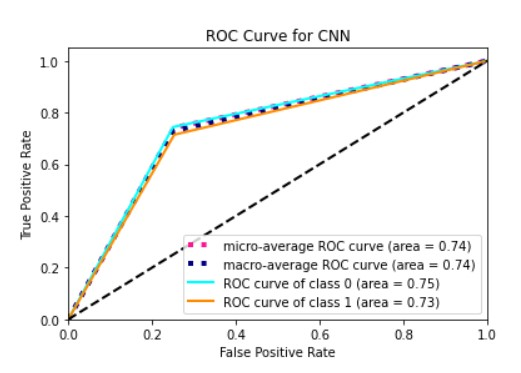 ROC Curve for CNN
1.0
0.8
0.6
0.4
0.2
0.0
True Positive Rate
micro-average ROC curve (area = 0.74)
macro-average ROC curve (area = 0.74)
ROC curve of class 0 (area = 0.75)
ROC curve of class 1 (area = 0.73)
0.0 0.2 0.4 0.6 0.8 1.0
False Positive Rate